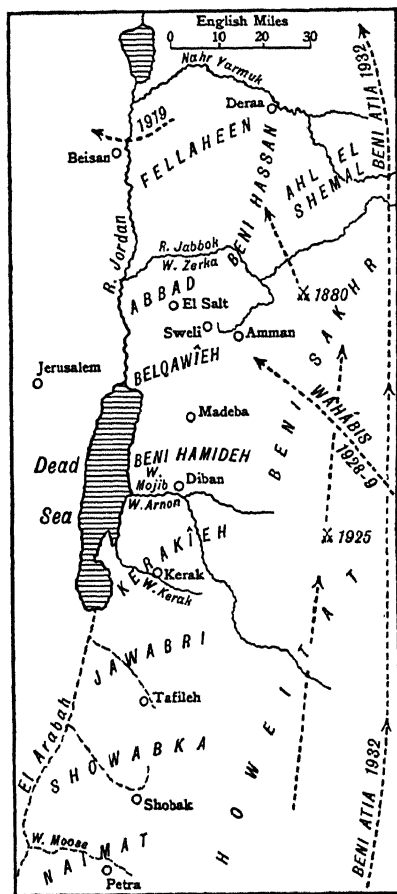 English Miles
0 10 20 30
Nahr Yarmuk
Deraa
BENI ATIA 1932
1919
Beisan
FELLAHEEN
BENI HASSAN
AHL EL
SHEMAL
R. Jordan
R. Jabbok
W. Zerka
ABBAD
El Salt
1880
Sweli
Amman
BENI SAKHR
Jerusalem
BELQAWÎEH
WÂHÂBIS
1928-9
Madeba
Dead
Sea
BENI HAMIDEH
W.
Mojib
Diban
W. Arnon
1925
KERAKÎEH
Kerak
W. Kerak
HOWEITAT
JAWABRI
Tafileh
El Arabah
SHOWABKA
Shobak
BENI ATIA 1932
W. Moose
NAIMAT
Petra